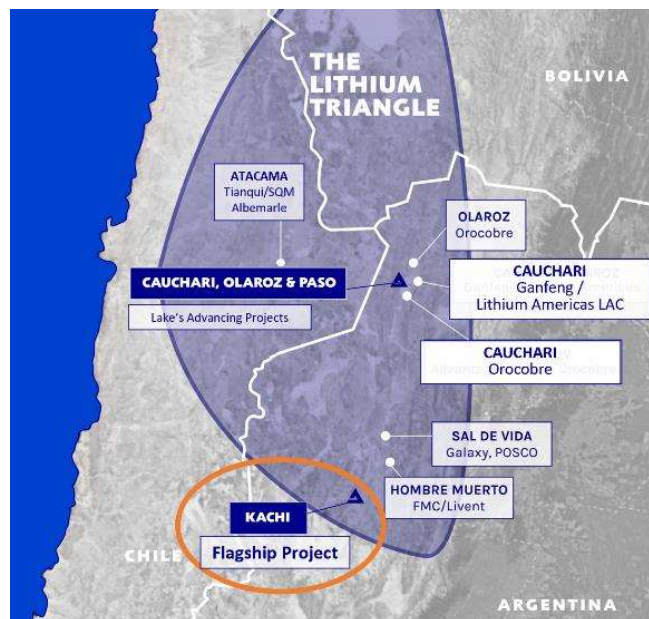 THE
LITHIUM
TRIANGLE
BOLIVIA
ATACAMA
Tianqui/SQM
Albemarle
OLAROZ
Orocobre
CAUCHARI, OLAROZ & PASO
Lake's Advancing Projects
CAUCHARI
Ganfeng /
Lithium Americas LAC
CAUCHARI
Orocobre
SAL DE VIDA
Galaxy, POSCO
HOMBRE MUERTO
FMC/Livent
KACHI
Flagship Project
CHILE
ARGENTINA